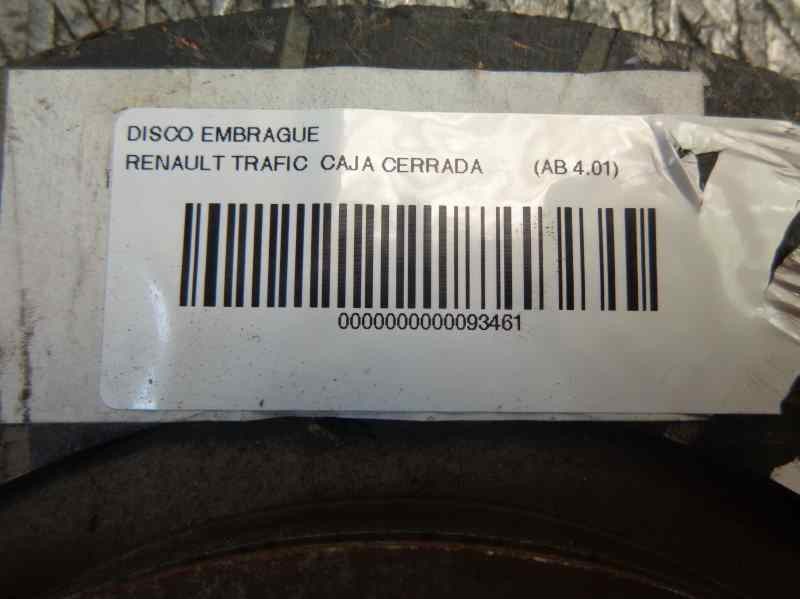 DISCO EMBRAGUE
RENAULT TRAFIC CAJA CERRADA (AB 4.01)
0000000000093461